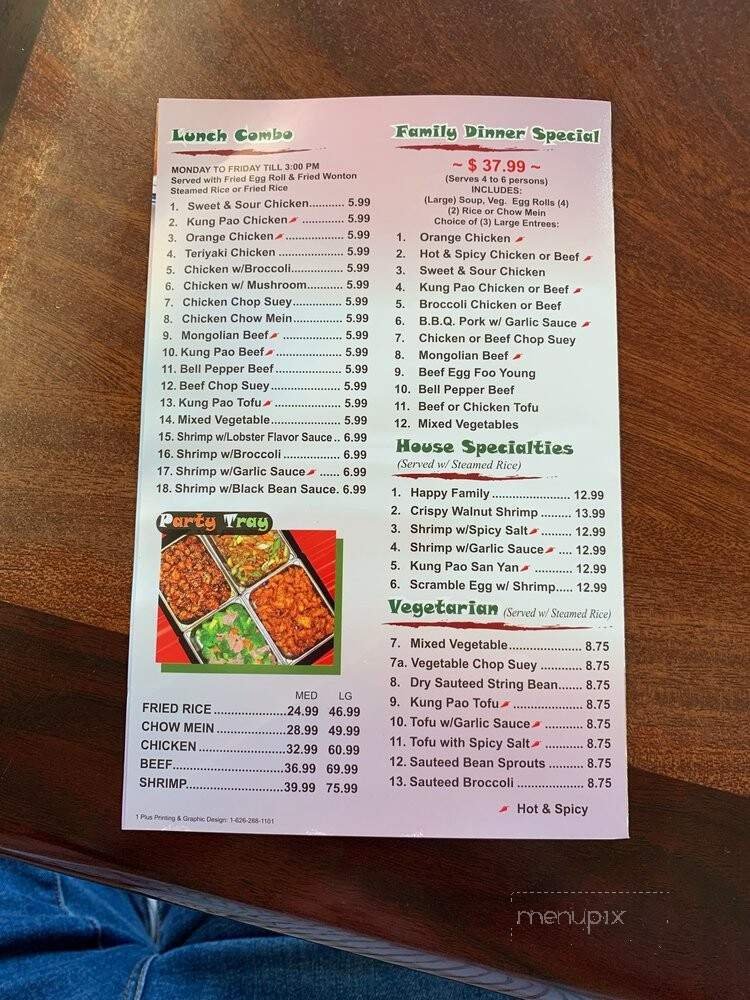 Lunch Combo
MONDAY TO FRIDAY TILL 3:00 PM
Served with Fried Egg Roll & Fried Wonton
Steamed Rice or Fried Rice
1. Sweet & Sour Chicken........... 5.99
2. Kung Pao Chicken ............. 5.99
3. Orange Chicken.................. 5.99
4. Teriyaki Chicken .................. 5.99
5. Chicken w/Broccoli............... 5.99
6. Chicken w/ Mushroom........... 5.99
7. Chicken Chop Suey............... 5.99
8. Chicken Chow Mein............... 5.99
9. Mongolian Beef .................. 5.99
10. Kung Pao Beef.................... 5.99
11. Bell Pepper Beef.................... 5.99
12. Beef Chop Suey..................... 5.99
13. Kung Pao Tofu .................... 5.99
14. Mixed Vegetable..................... 5.99
15. Shrimp w/Lobster Flavor Sauce.. 6.99
16. Shrimp w/Broccoli ................. 6.99
17. Shrimp w/Garlic Sauce ...... 6.99
18. Shrimp w/Black Bean Sauce. 6.99
Party Tray
MED LG
FRIED RICE ..................24.99 46.99
CHOW MEIN ..................28.99 49.99
CHICKEN ......................32.99 60.99
BEEF............................36.99 69.99
SHRIMP.........................39.99 75.99
1 Plus Printing & Graphic Design: 1-626-288-1101
Family Dinner Special
~ $ 37.99 ~
(Serves 4 to 6 persons)
INCLUDES:
(Large) Soup, Veg. Egg Rolls (4)
(2) Rice or Chow Mein
Choice of (3) Large Entrees:
1. Orange Chicken
2. Hot & Spicy Chicken or Beef
3. Sweet & Sour Chicken
4. Kung Pao Chicken or Beef
5. Broccoli Chicken or Beef
6. B.B.Q. Pork w/ Garlic Sauce
7. Chicken or Beef Chop Suey
8. Mongolian Beef
9. Beef Egg Foo Young
10. Bell Pepper Beef
11. Beef or Chicken Tofu
12. Mixed Vegetables
House Specialties
(Served w/ Steamed Rice)
1. Happy Family ........................ 12.99
2. Crispy Walnut Shrimp ......... 13.99
3. Shrimp w/Spicy Salt ......... 12.99
4. Shrimp w/Garlic Sauce .... 12.99
5. Kung Pao San Yan ........... 12.99
6. Scramble Egg w/ Shrimp..... 12.99
Vegetarian (Served w/ Steamed Rice)
7. Mixed Vegetable...................... 8.75
7a. Vegetable Chop Suey ............ 8.75
8. Dry Sauteed String Bean....... 8.75
9. Kung Pao Tofu ..................... 8.75
10. Tofu w/Garlic Sauce ........... 8.75
11. Tofu with Spicy Salt ........... 8.75
12. Sauteed Bean Sprouts .......... 8.75
13. Sauteed Broccoli .................... 8.75
Hot & Spicy
menupix